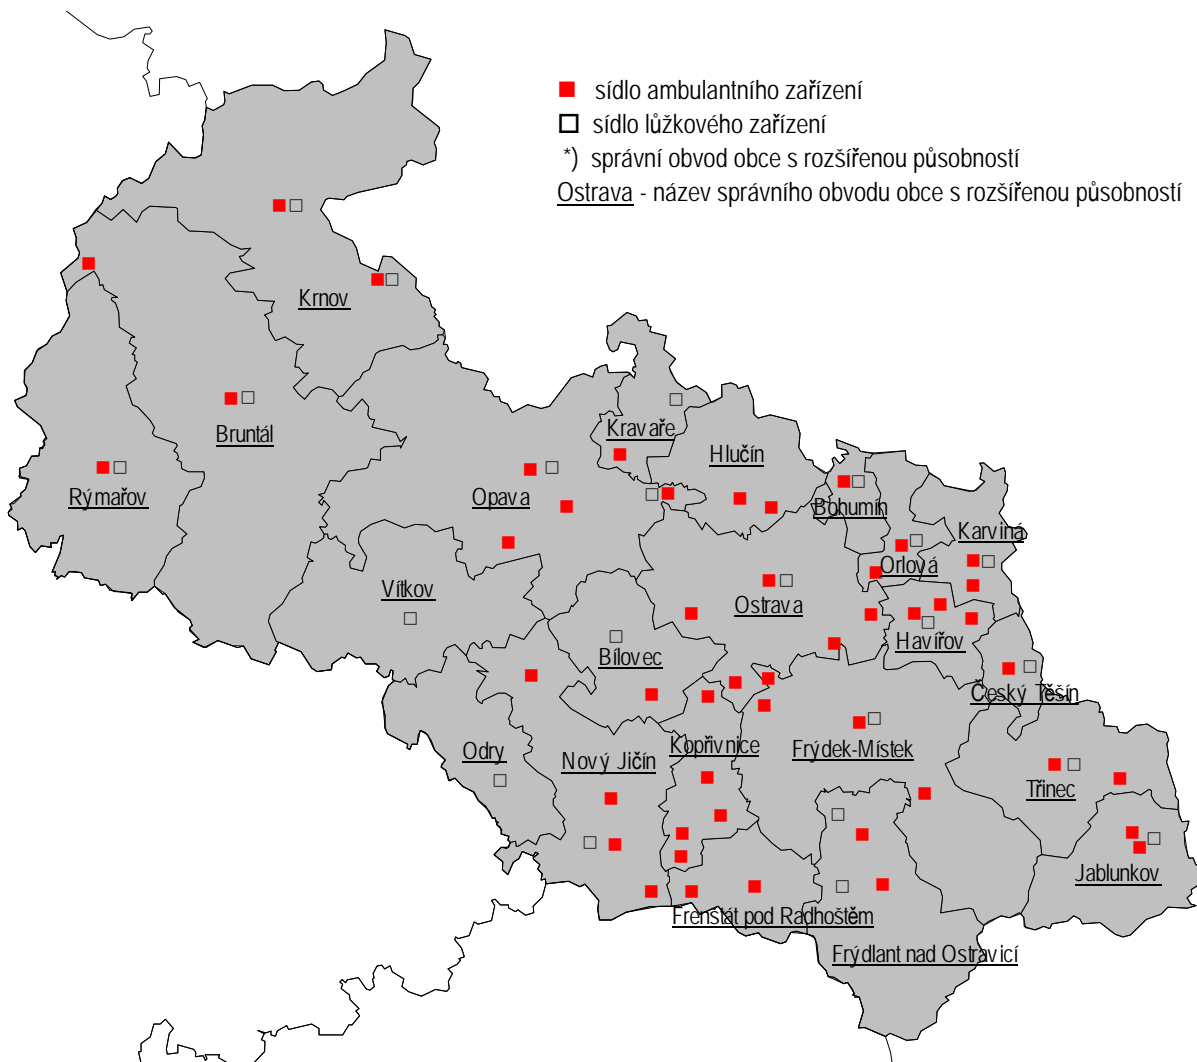 sídlo ambulantního zařízení
sídlo lůžkového zařízení
*) správní obvod obce s rozšířenou působností
Ostrava - název správního obvodu obce s rozšířenou působností
Krnov
Bruntál
Rýmařov
Kravaře
Hlučín
Opava
Bohumín
Karviná
Orlová
Vítkov
Ostrava
Havířov
Bílovec
Český Těšín
Odry
Nový Jičín
Kopřivnice
Frýdek-Místek
Třinec
Jablunkov
Frenštát pod Radhoštěm
Frýdlant nad Ostravicí